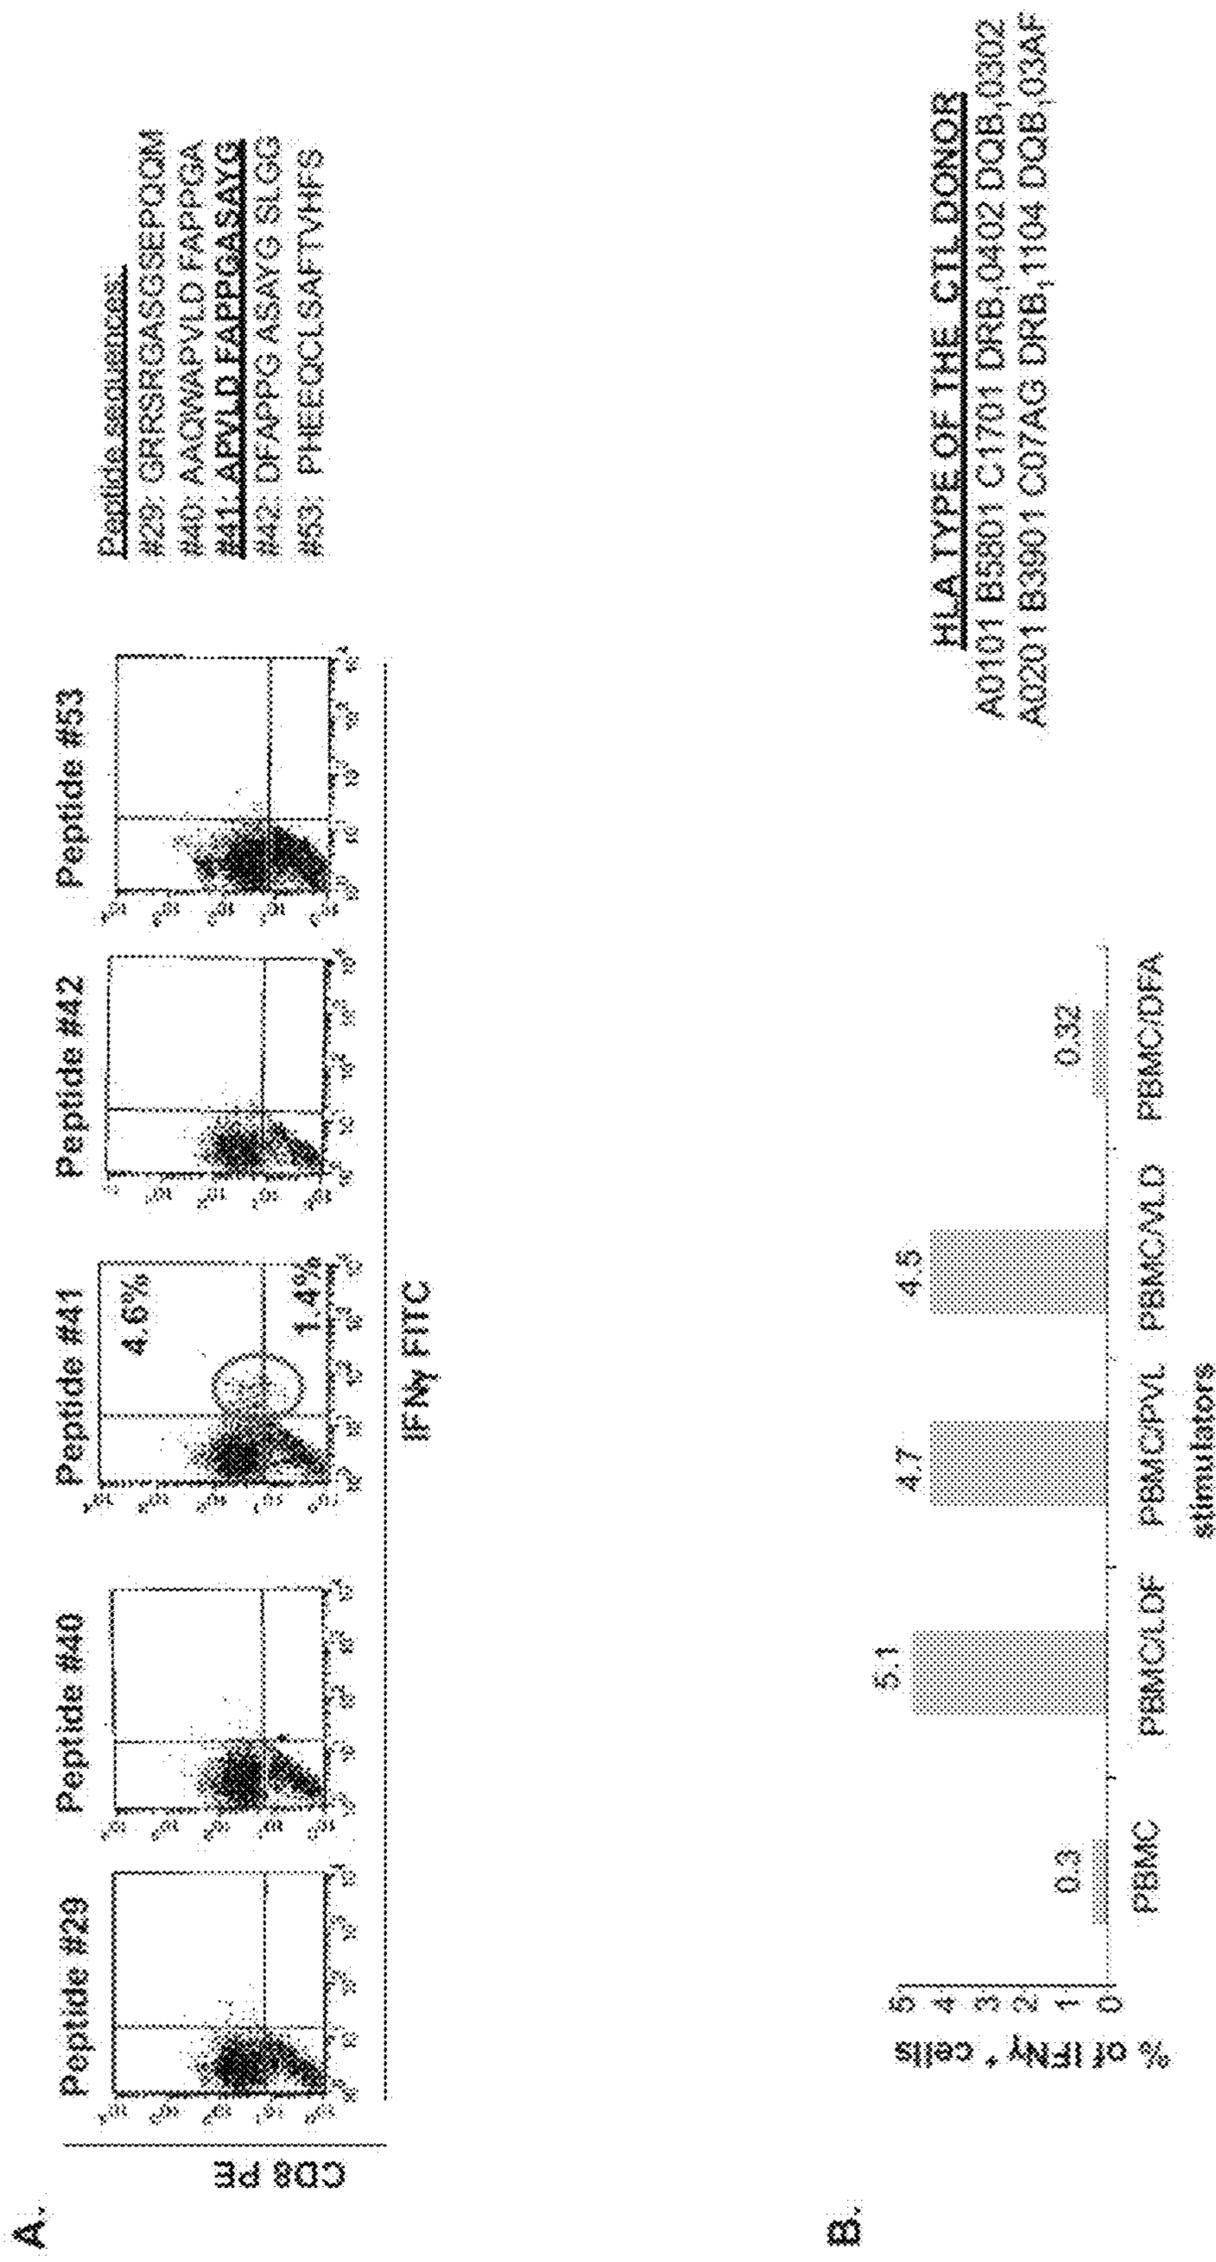 A.
Peptide #29 Peptide #40 Peptide #41 Peptide #42 Peptide #53
CD8 PE
4.6%
1.4%
IFNγ FITC
Peptide sequences:
#29: GRRSRGASGSEPQQM
#40: AAQWAPVLD FAPPGA
#41: APVLD FAPPGASAYG
#42: DFAPPG ASAYG SLGG
#53: PHEEQCLSAFTVHFS
B.
% of IFNγ + cells
5
4
3
2
1
0
0.3 5.1 4.7 4.5 0.32
PBMC PBMC/LDF PBMC/PVL PBMC/VLD PBMC/DFA
stimulators
HLA TYPE OF THE CTL DONOR
A0101 B5801 C1701 DRB1 0402 DQB1 0302
A0201 B3901 C07AG DRB1 1104 DQB1 03AF